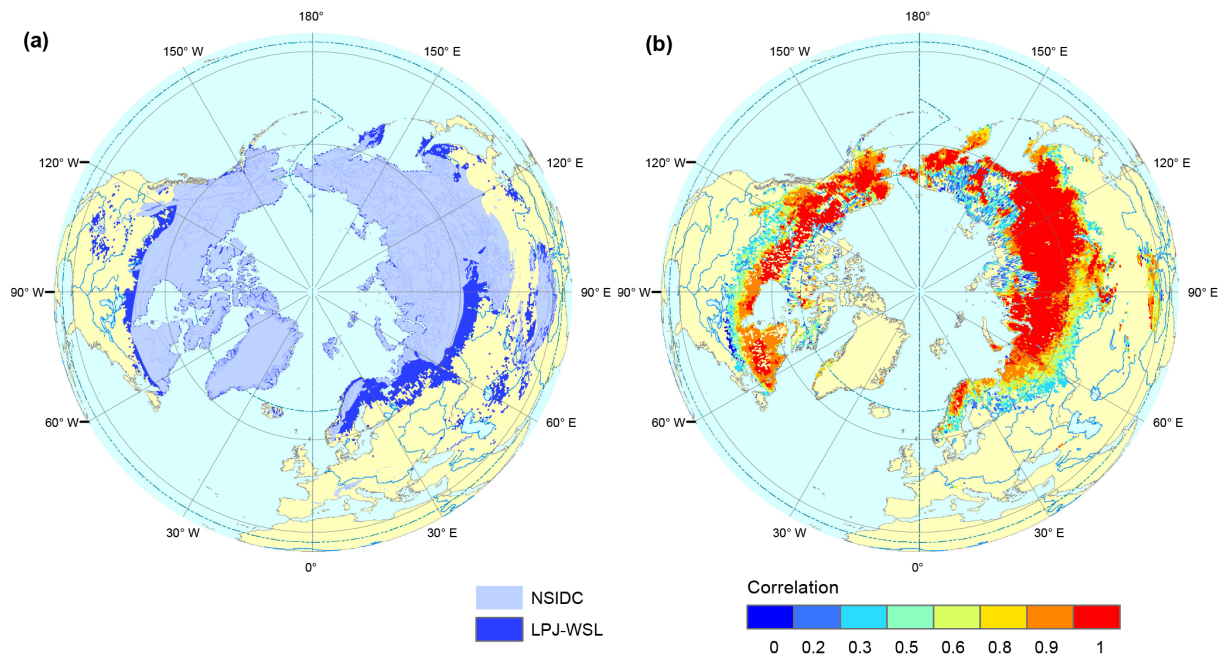 (a)
180°
150° W
150° E
120° W
120° E
90° W
90° E
60° W
60° E
30° W
30° E
0°
NSIDC
LPJ-WSL
(b)
180°
150° W
150° E
120° W
120° E
90° W
90° E
60° W
60° E
30° W
30° E
0°
Correlation
0 0.2 0.3 0.5 0.6 0.8 0.9 1